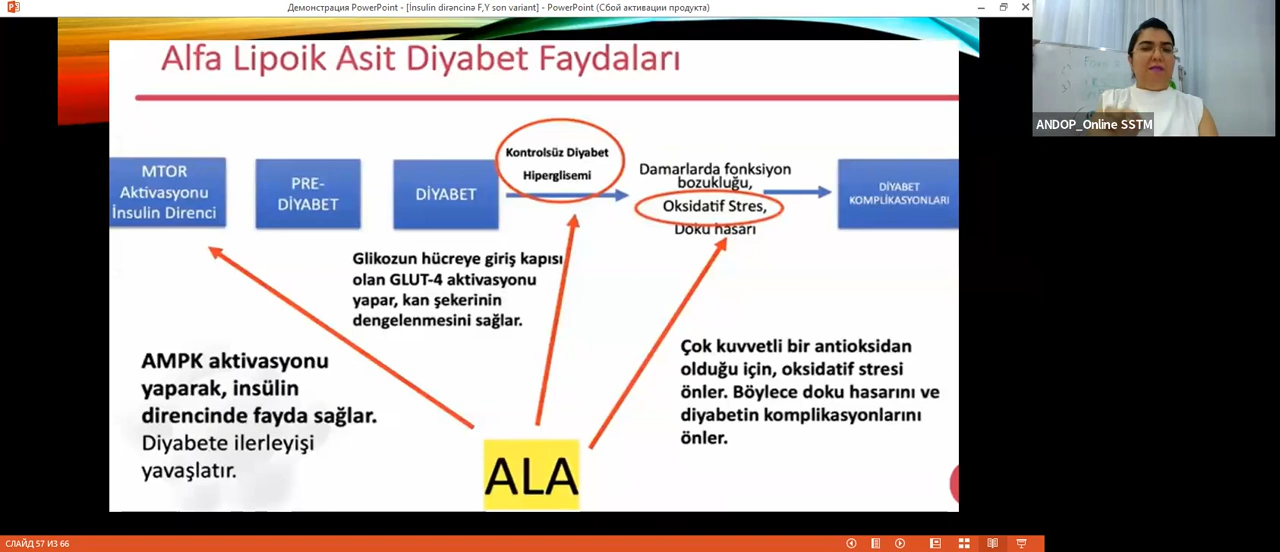 Демонстрация PowerPoint - [İnsulin dirəncinə F,Y son variant] - PowerPoint (Сбой активации продукта)
Alfa Lipoik Asit Diyabet Faydaları
ANDOP_Online SSTM
MTOR
Aktivasyonu
İnsulin Direnci
PRE-
DİYABET
DİYABET
Kontrolsüz Diyabet
Hiperglisemi
Damarlarda fonksiyon
bozukluğu,
Oksidatif Stres,
Doku hasarı
DİYABET
KOMPLİKASYONLARI
Glikozun hücreye giriş kapısı
olan GLUT-4 aktivasyonu
yapar, kan şekerinin
dengelenmesini sağlar.
AMPK aktivasyonu
yaparak, insülin
direncinde fayda sağlar.
Diyabete ilerleyişi
yavaşlatır.
Çok kuvvetli bir antioksidan
olduğu için, oksidatif stresi
önler. Böylece doku hasarını ve
diyabetin komplikasyonlarını
önler.
ALA
СЛАЙД 57 ИЗ 66